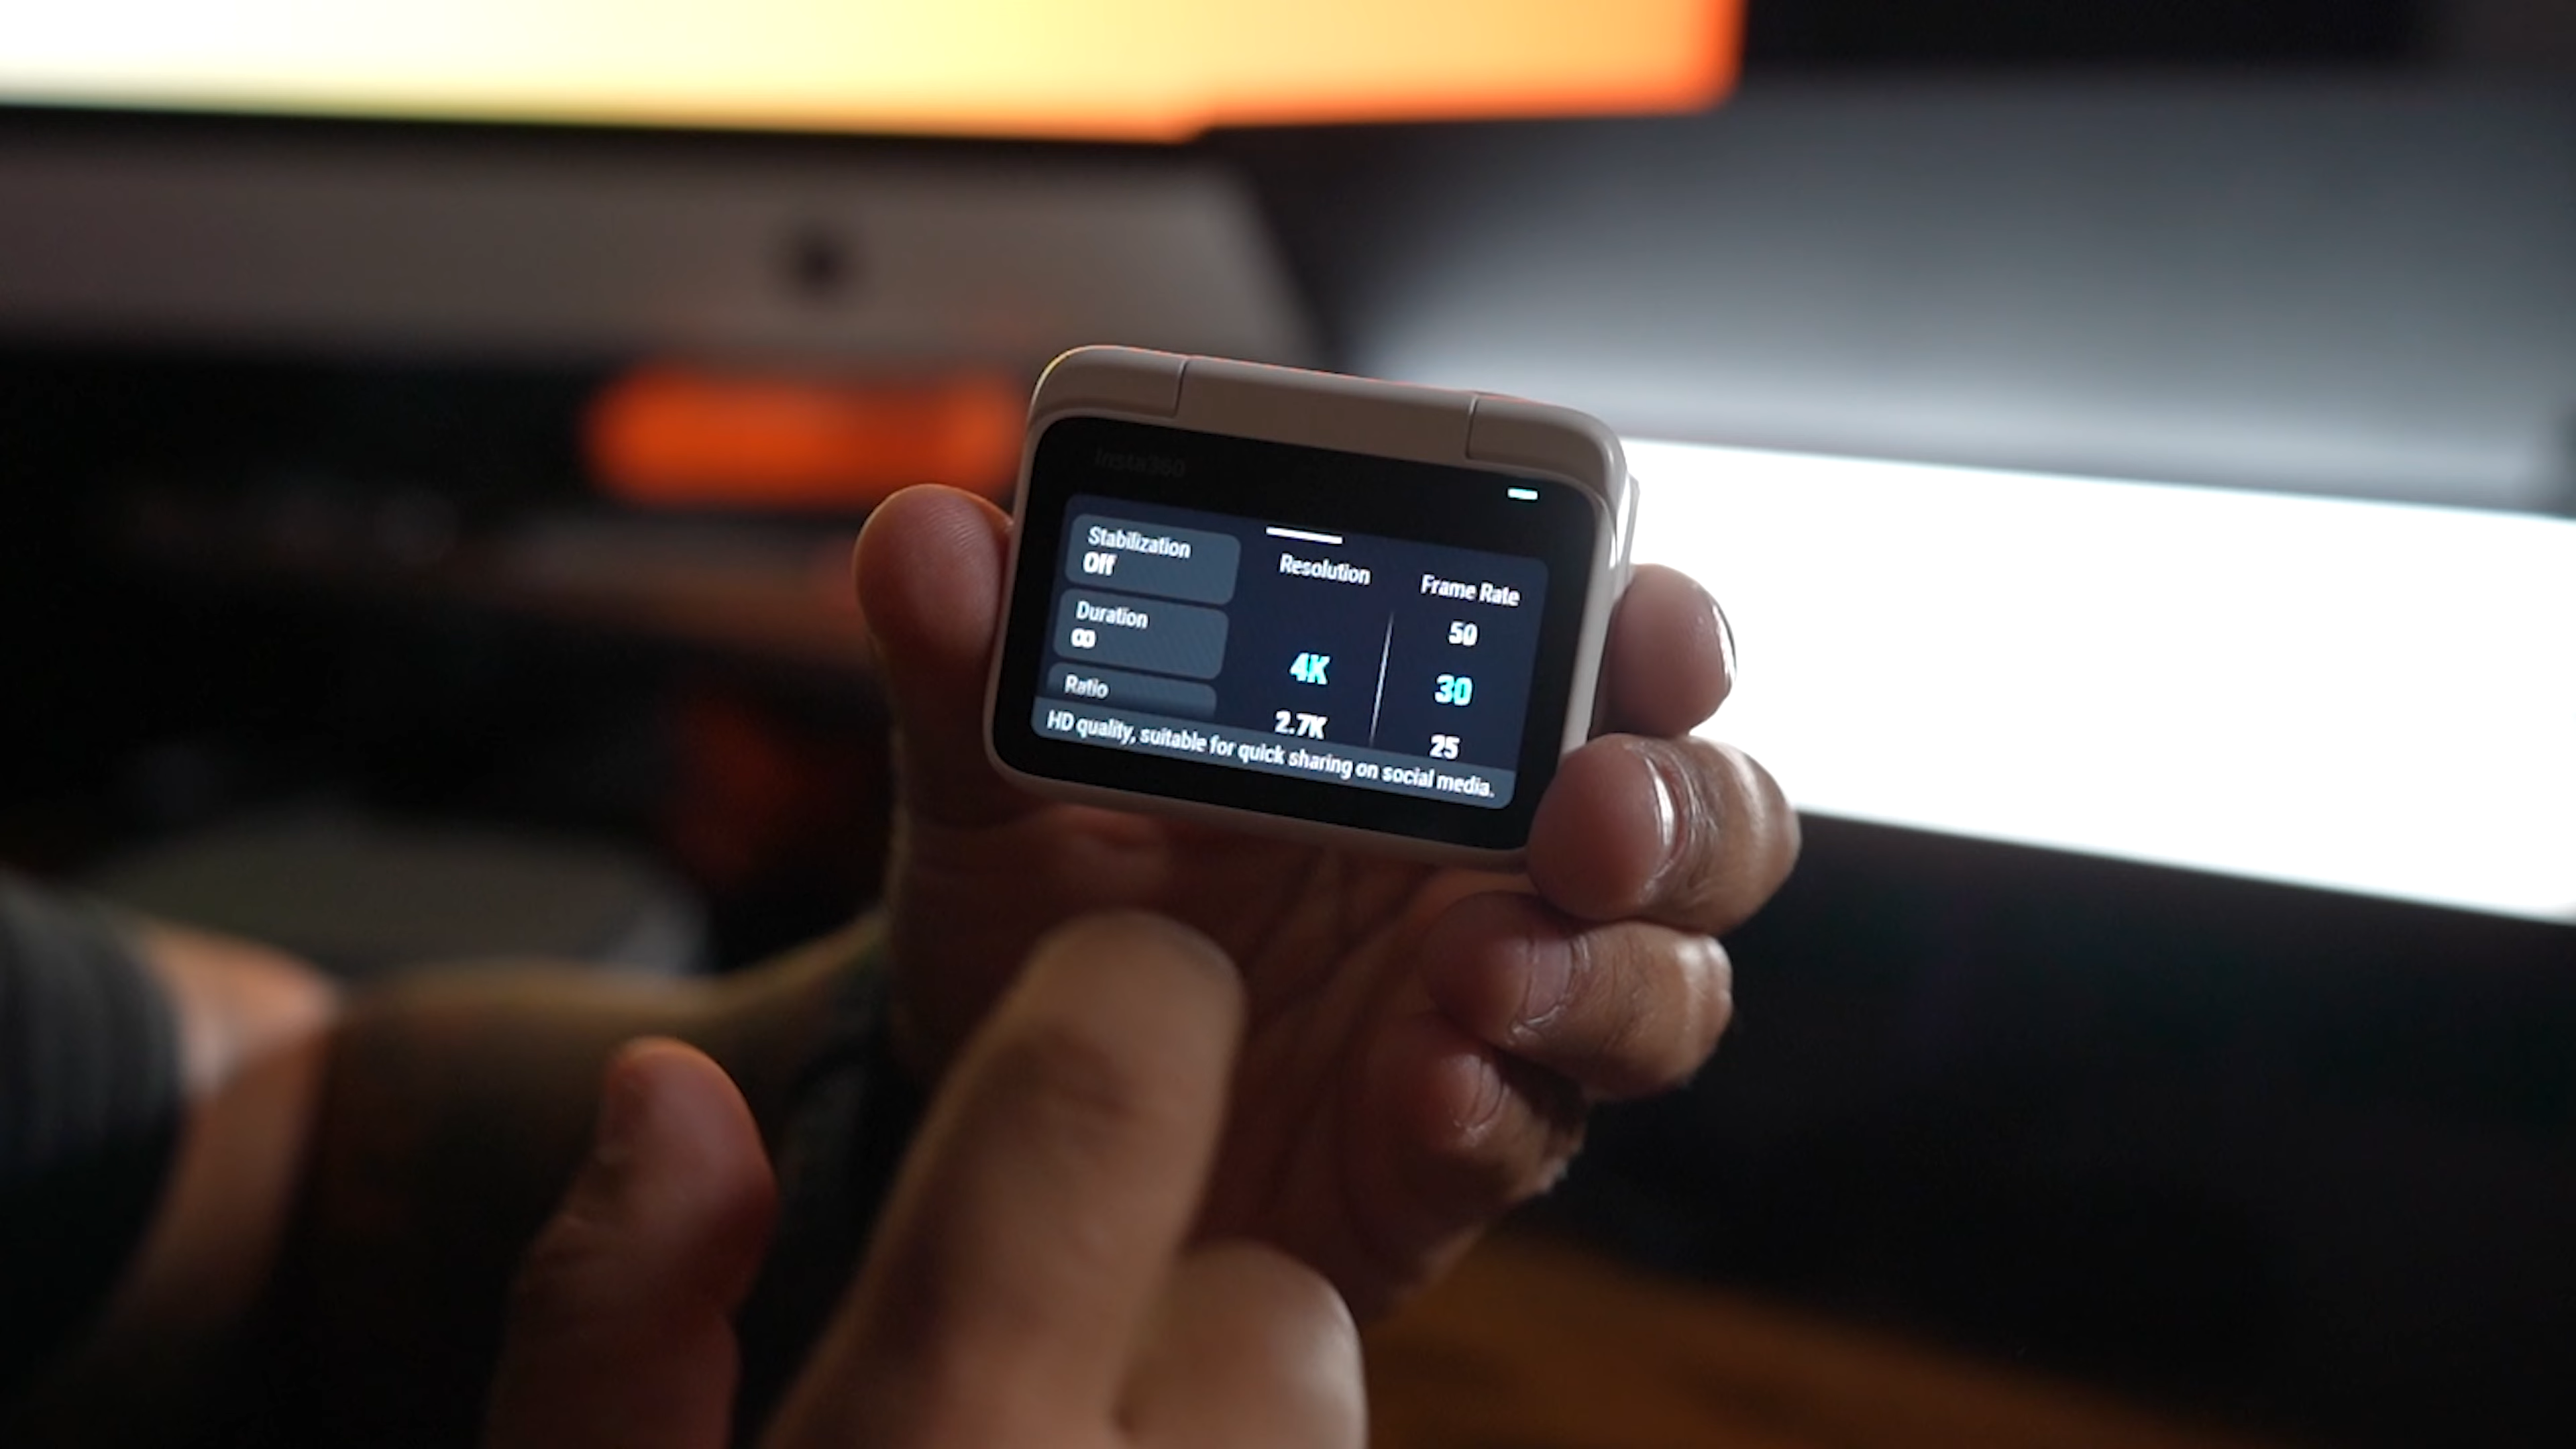 Insta360
Stabilization
Off
Duration
∞
Ratio
Resolution
4K
2.7K
Frame Rate
50
30
25
HD quality, suitable for quick sharing on social media.